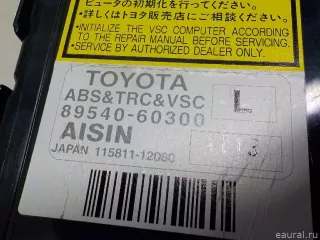 ピュータの初期化を行ってくだ
さい。
・詳しくはトヨタ販売店にご相談ください。
・INITIALIZE THE VSC COMPUTER ACCORDING
TO THE REPAIR MANUAL BEFORE SERVICING.
・SERVICE BY AUTHORIZED DEALER ONLY.
TOYOTA
ABS&TRC&VSC L
89540-60300
AISIN 3
JAPAN 115811-12080
eaural.ru